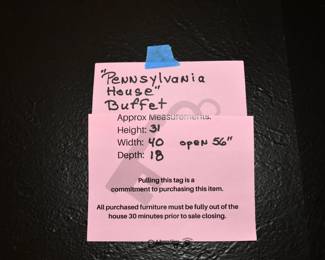 "Pennsylvania
House"
Buffet
Approx Measurements:
Height: 31
Width: 40 open 56"
Depth: 18
Pulling this tag is a
commitment to purchasing this item.
All purchased furniture must be fully out of the
house 30 minutes prior to sale closing.